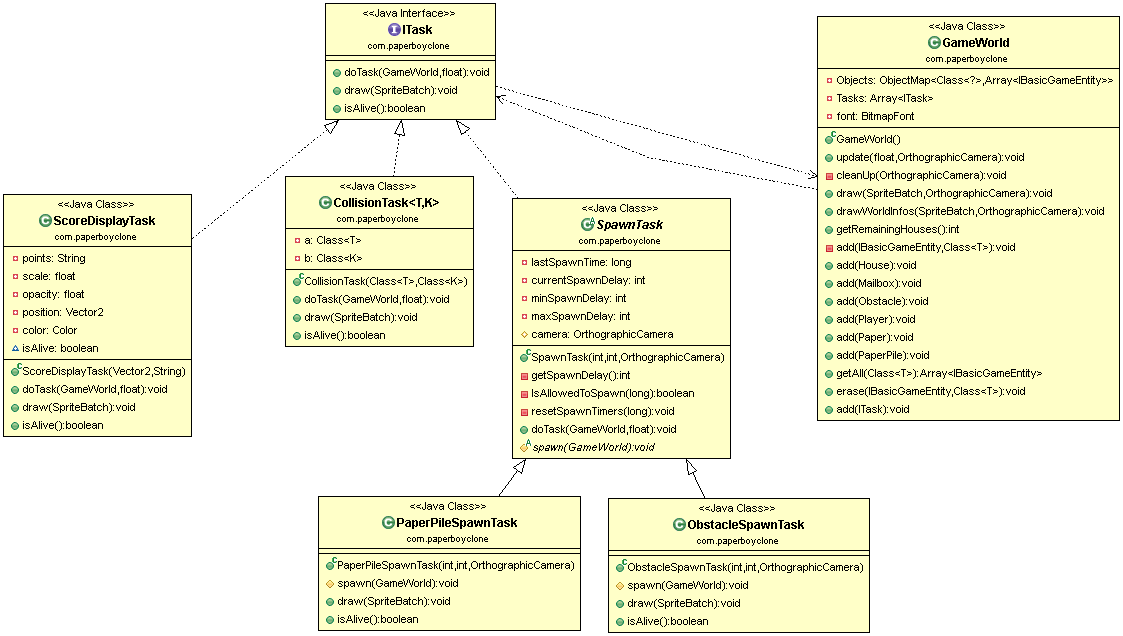 <<Java Interface>>
ITask
com.paperboyclone
doTask(GameWorld,float):void
draw(SpriteBatch):void
isAlive():boolean
<<Java Class>>
GameWorld
com.paperboyclone
Objects: ObjectMap<Class<?>,Array<IBasicGameEntity>>
Tasks: Array<ITask>
font: BitmapFont
GameWorld()
update(float,OrthographicCamera):void
cleanUp(OrthographicCamera):void
draw(SpriteBatch,OrthographicCamera):void
drawWorldInfos(SpriteBatch,OrthographicCamera):void
getRemainingHouses():int
add(IBasicGameEntity,Class<T>):void
add(House):void
add(Mailbox):void
add(Obstacle):void
add(Player):void
add(Paper):void
add(PaperPile):void
getAll(Class<T>):Array<IBasicGameEntity>
erase(IBasicGameEntity,Class<T>):void
add(ITask):void
<<Java Class>>
ScoreDisplayTask
com.paperboyclone
points: String
scale: float
opacity: float
position: Vector2
color: Color
isAlive: boolean
ScoreDisplayTask(Vector2,String)
doTask(GameWorld,float):void
draw(SpriteBatch):void
isAlive():boolean
<<Java Class>>
CollisionTask<T,K>
com.paperboyclone
a: Class<T>
b: Class<K>
CollisionTask(Class<T>,Class<K>)
doTask(GameWorld,float):void
draw(SpriteBatch):void
isAlive():boolean
<<Java Class>>
SpawnTask
com.paperboyclone
lastSpawnTime: long
currentSpawnDelay: int
minSpawnDelay: int
maxSpawnDelay: int
camera: OrthographicCamera
SpawnTask(int,int,OrthographicCamera)
getSpawnDelay():int
IsAllowedToSpawn(long):boolean
resetSpawnTimers(long):void
doTask(GameWorld,float):void
spawn(GameWorld):void
<<Java Class>>
PaperPileSpawnTask
com.paperboyclone
PaperPileSpawnTask(int,int,OrthographicCamera)
spawn(GameWorld):void
draw(SpriteBatch):void
isAlive():boolean
<<Java Class>>
ObstacleSpawnTask
com.paperboyclone
ObstacleSpawnTask(int,int,OrthographicCamera)
spawn(GameWorld):void
draw(SpriteBatch):void
isAlive():boolean